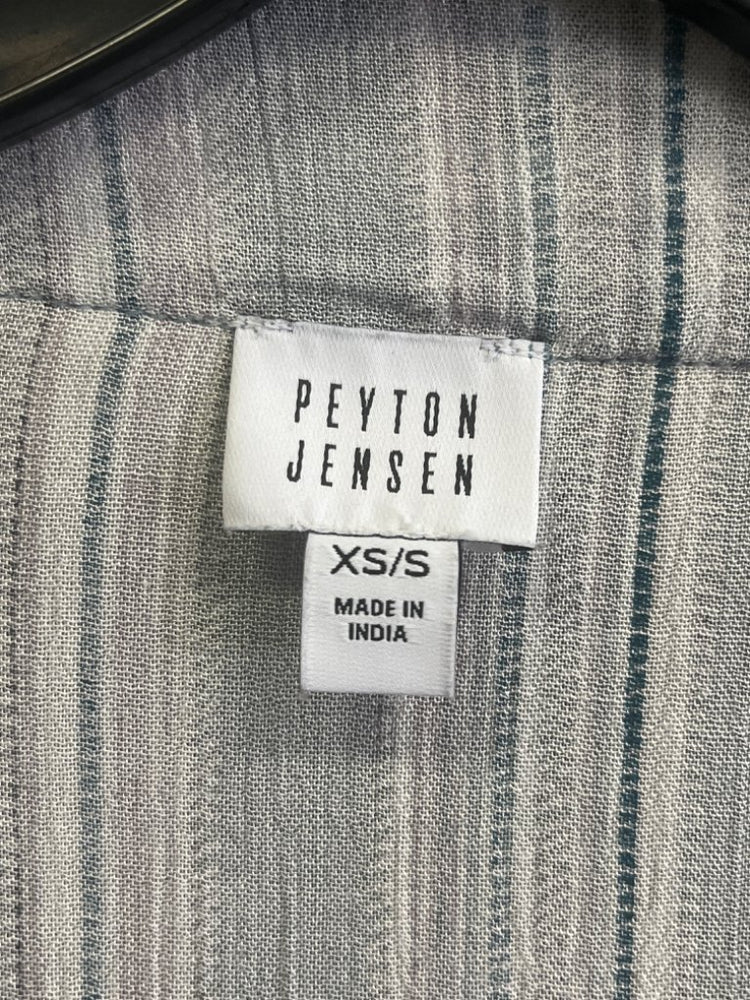 PEYTON
JENSEN
XS/S
MADE IN
INDIA